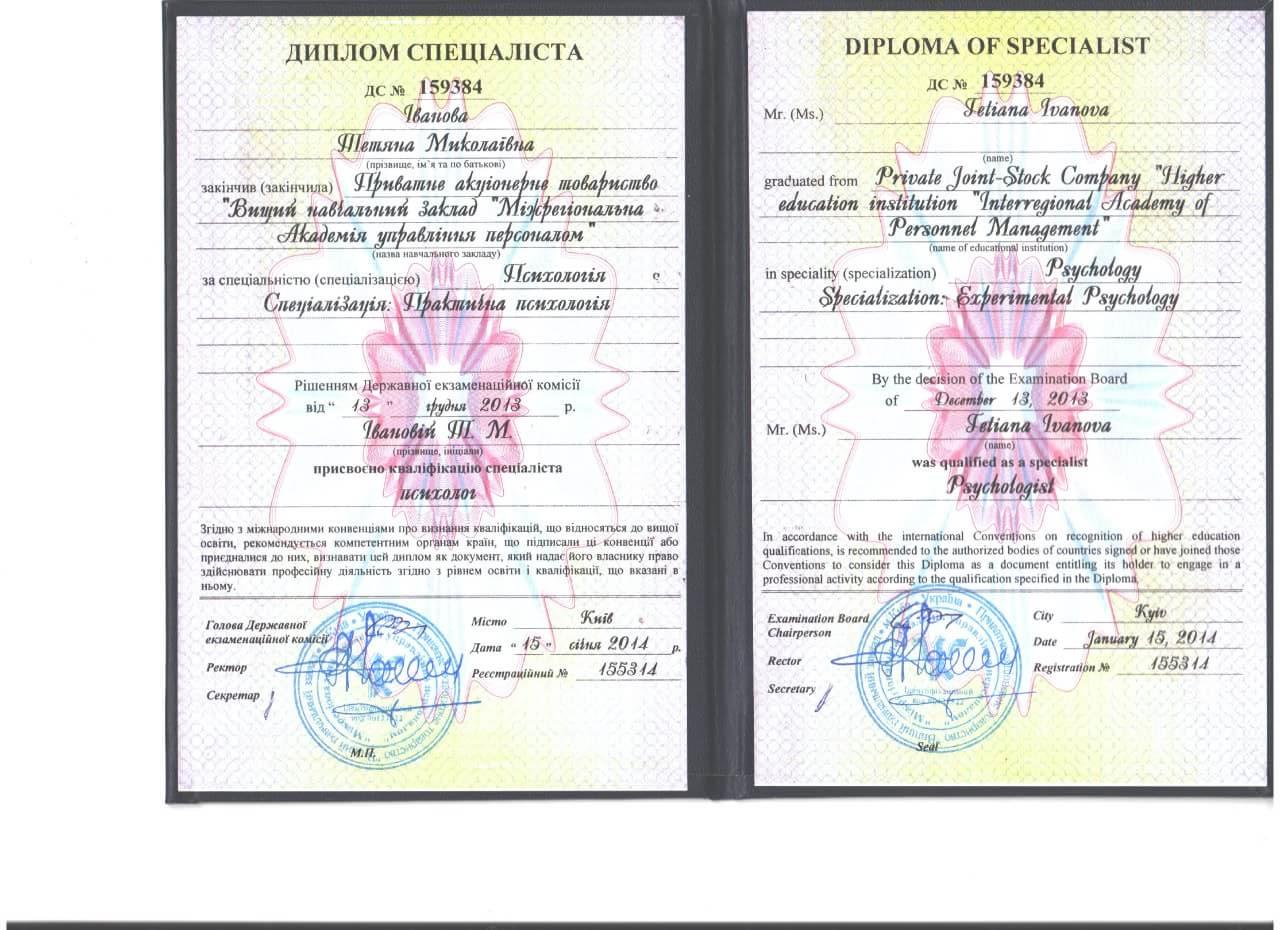 ДИПЛОМ СПЕЦІАЛІСТА
ДС № 159384
Іванова
Тетяна Миколаївна
(прізвище, ім`я та по батькові)
закінчив (закінчила) Приватне акціонерне товариство
"Вищий навчальний заклад "Міжрегіональна
Академія управління персоналом"
(назва навчального закладу)
за спеціальністю (спеціалізацією) Психологія
Спеціалізація: Практична психологія
Рішенням Державної екзаменаційної комісії
від " 13 " грудня 2013 р.
Івановій Т. М.
(прізвище, ініціали)
присвоєно кваліфікацію спеціаліста
психолог
Згідно з міжнародними конвенціями про визнання кваліфікацій, що відносяться до вищої
освіти, рекомендується компетентним органам країн, що підписали ці конвенції або
приєдналися до них, визнавати цей диплом як документ, який надає його власнику право
здійснювати професійну діяльність згідно з рівнем освіти і кваліфікації, що вказані в
ньому.
Голова Державної
екзаменаційної комісії
Ректор
Секретар
М.П.
Місто Київ
Дата " 15 " січня 2014 р.
Реєстраційний № 155314
DIPLOMA OF SPECIALIST
ДС № 159384
Mr. (Ms.) Tetiana Ivanova
(name)
graduated from Private Joint-Stock Company "Higher
education institution "Interregional Academy of
Personnel Management"
(name of educational institution)
in speciality (specialization) Psychology
Specialization: Experimental Psychology
By the decision of the Examination Board
of December 13, 2013
Mr. (Ms.) Tetiana Ivanova
(name)
was qualified as a specialist
Psychologist
In accordance with the international Conventions on recognition of higher education
qualifications, is recommended to the authorized bodies of countries signed or have joined those
Conventions to consider this Diploma as a document entitling its holder to engage in a
professional activity according to the qualification specified in the Diploma.
Examination Board
Chairperson
Rector
Secretary
Seal
City Kyiv
Date January 15, 2014
Registration № 155314